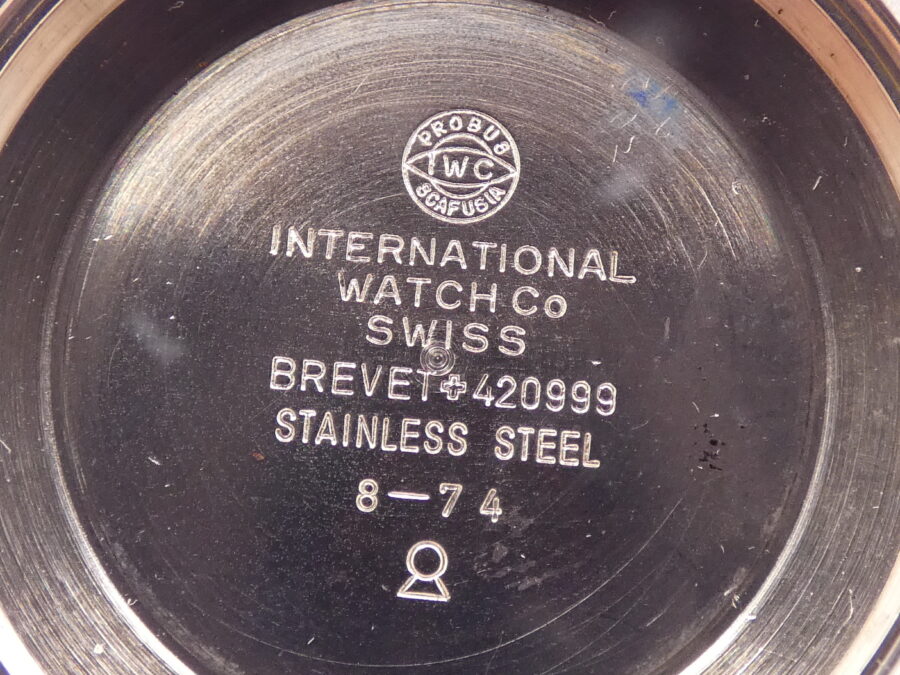 PROBUS
IWC
SCAFUSIA
INTERNATIONAL
WATCH Co
SWISS
BREVET✚420999
STAINLESS STEEL
8—74